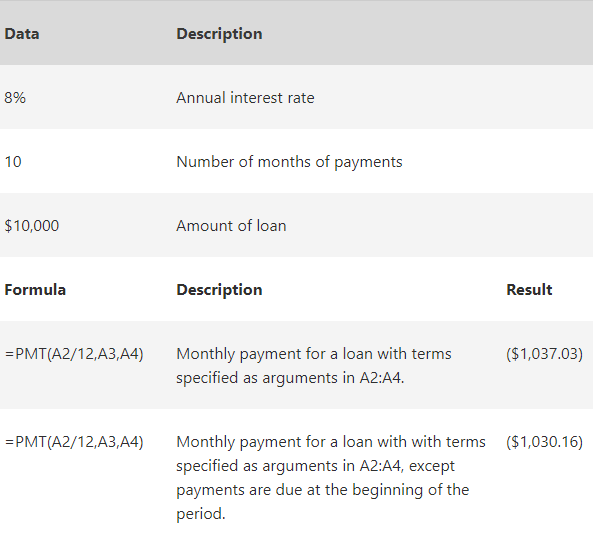 Data Description
8% Annual interest rate
10 Number of months of payments
$10,000 Amount of loan
Formula Description Result
=PMT(A2/12,A3,A4) Monthly payment for a loan with terms ($1,037.03)
specified as arguments in A2:A4.
=PMT(A2/12,A3,A4) Monthly payment for a loan with with terms ($1,030.16)
specified as arguments in A2:A4, except
payments are due at the beginning of the
period.